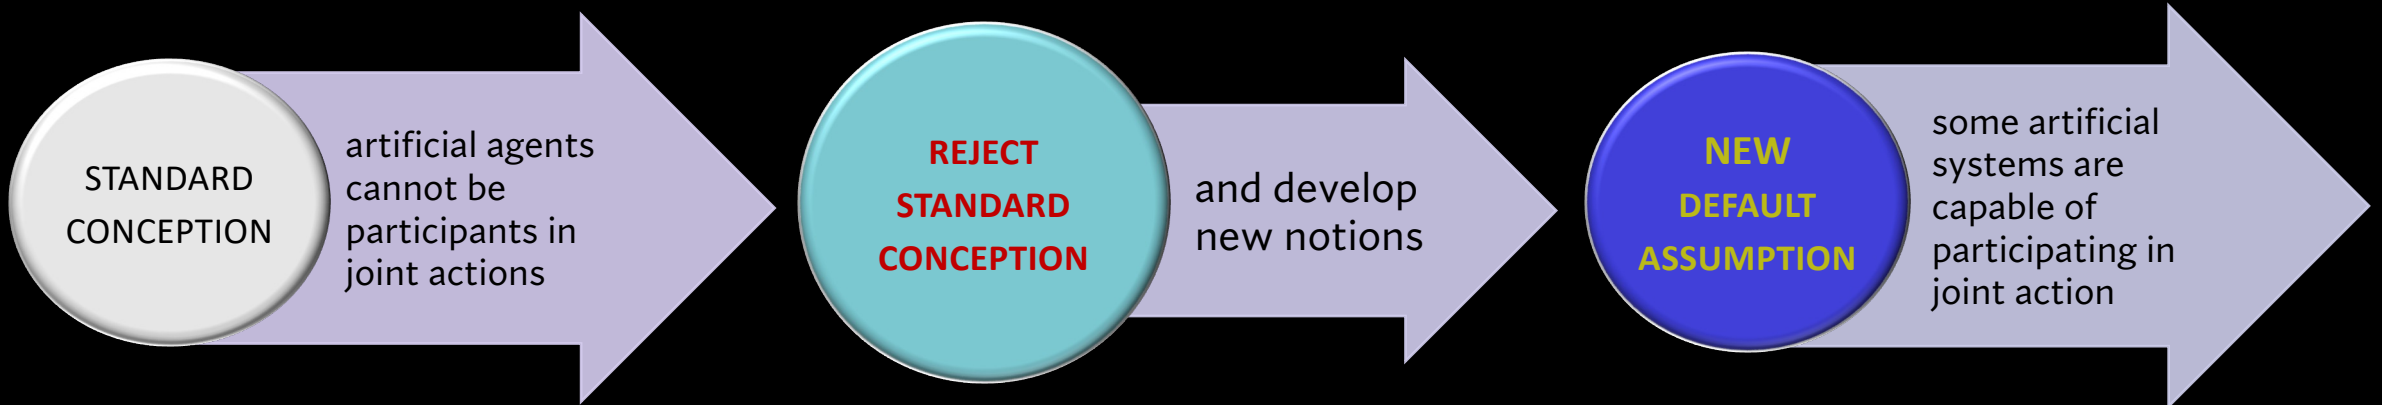 STANDARD
CONCEPTION
artificial agents
cannot be
participants in
joint actions
REJECT
STANDARD
CONCEPTION
and develop
new notions
NEW
DEFAULT
ASSUMPTION
some artificial
systems are
capable of
participating in
joint action